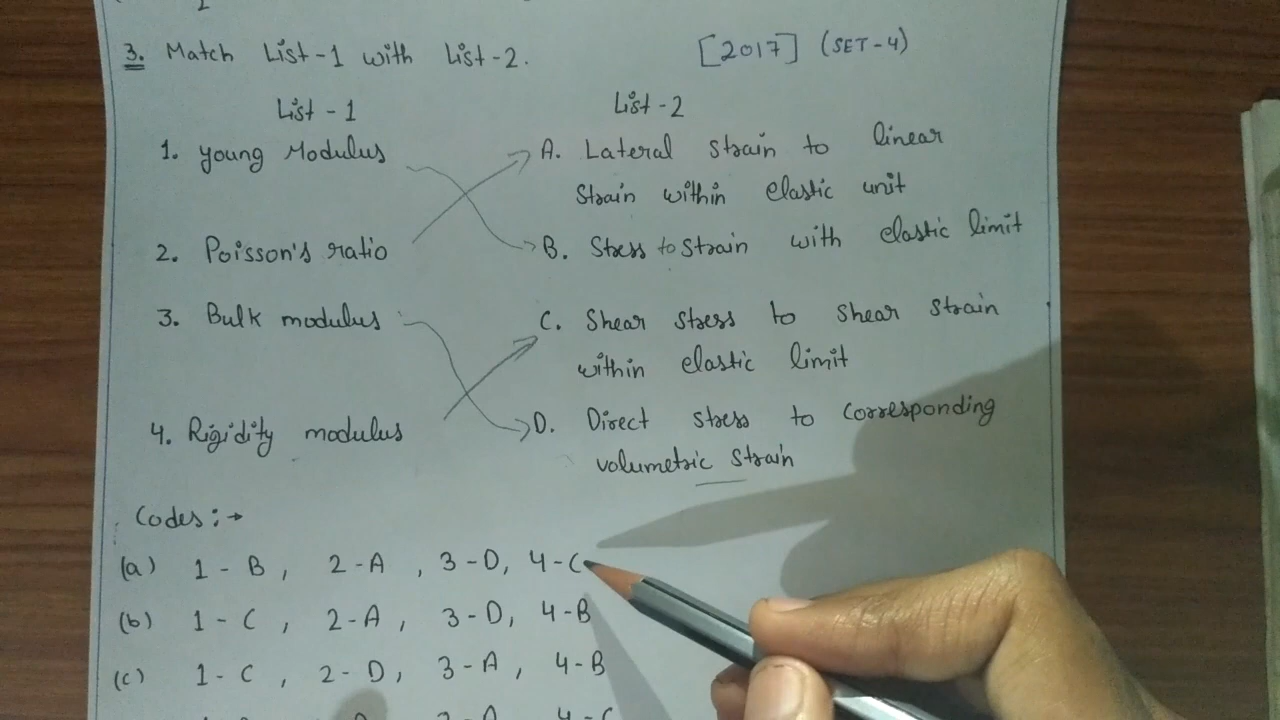 3. Match List-1 with List-2. [2017] (SET-4)
List - 1 List - 2
1. Young Modulus A. Lateral strain to linear
strain within elastic unit
2. Poisson's ratio B. Stress to strain with elastic limit
3. Bulk modulus C. Shear stress to shear strain
within elastic limit
4. Rigidity modulus D. Direct stress to corresponding
volumetric strain
Codes :→
(a) 1 - B, 2 - A, 3 - D, 4 - C
(b) 1 - C, 2 - A, 3 - D, 4 - B
(c) 1 - C, 2 - D, 3 - A, 4 - B